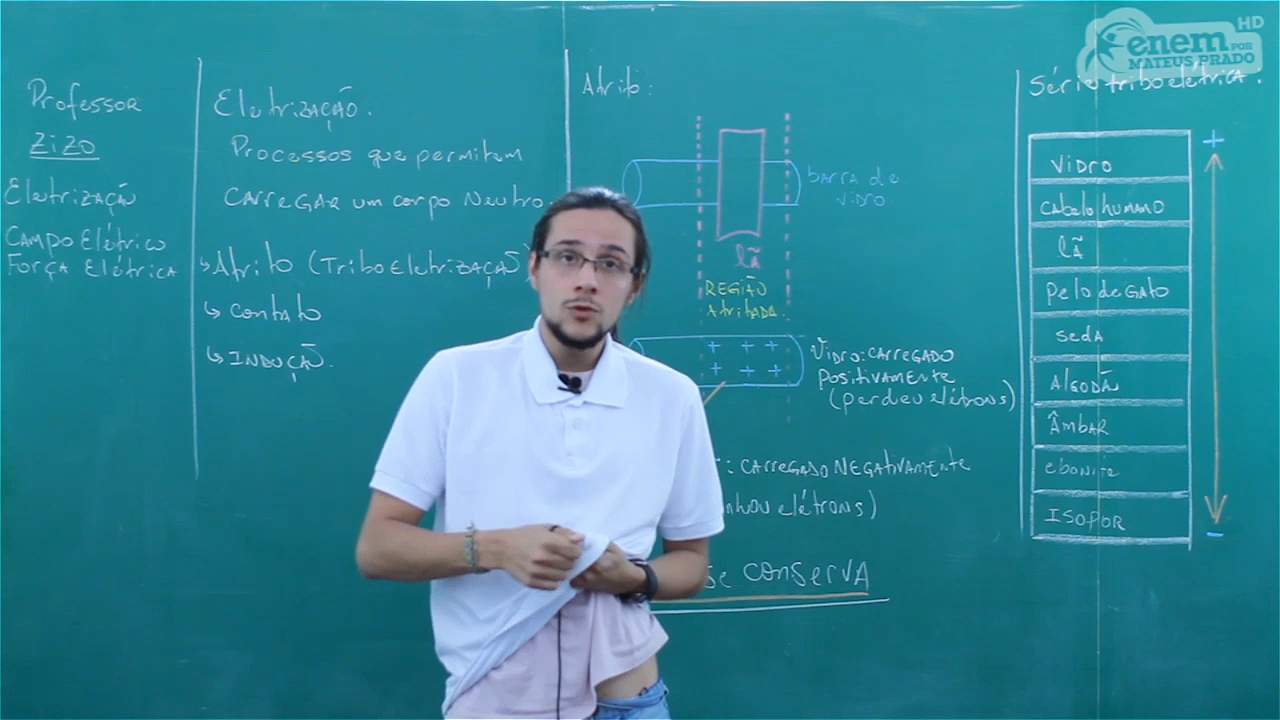 Professor
Zizo
Eletrização
Campo Elétrico
Força Elétrica
Eletrização.
Processos que permitem
carregar um corpo neutro.
↳ Atrito (TriboEletrização)
↳ contato
↳ Indução.
Atrito:
barra de
vidro.
lã
Região
Atritada.
+ + +
+ + +
Vidro: carregado
positivamente
(perdeu elétrons)
: carregado negativamente
elétrons)
se conserva
Série triboelétrica:
Vidro
Cabelo humano
lã
Pelo de gato
seda
Algodão
Âmbar
ebonite
Isopor
+
-
enem
POR
MATEUS PRADO
HD